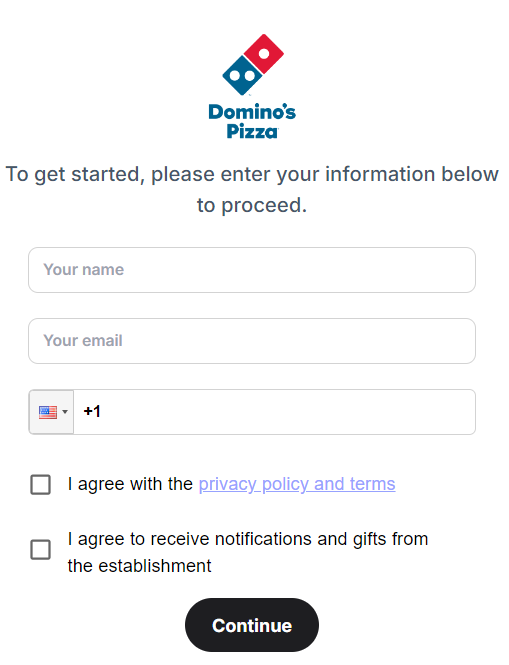 Domino's
Pizza
To get started, please enter your information below
to proceed.
Your name
Your email
+1
I agree with the privacy policy and terms
I agree to receive notifications and gifts from
the establishment
Continue